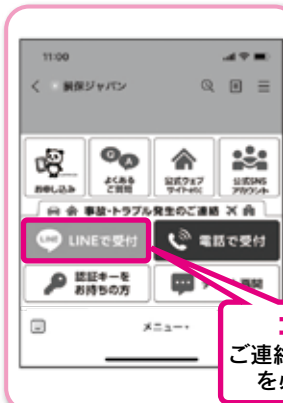 11:00
損保ジャパン
お申し込み
よくある
ご質問
公式ウェブ
サイトetc
公式SNS
アカウント
事故・トラブル発生のご連絡
LINEで受付
電話で受付
認証キーを
お持ちの方
メニュー
ご連絡
を